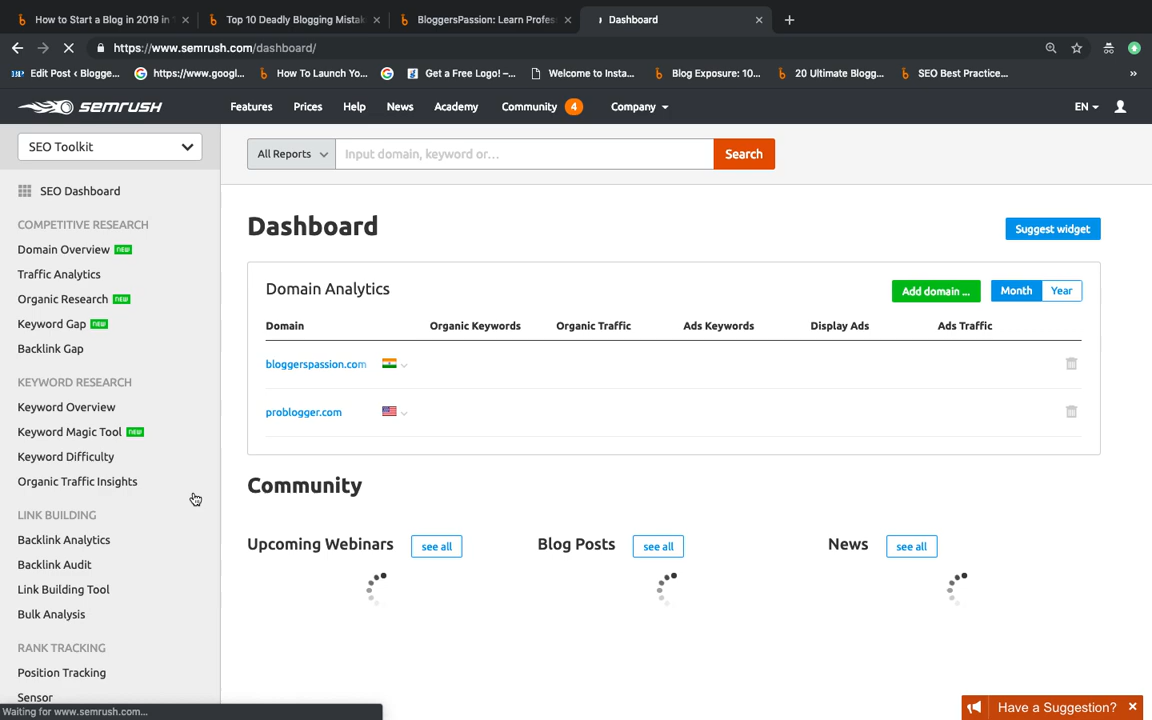 How to Start a Blog in 2019 in
Top 10 Deadly Blogging Mistak
BloggersPassion: Learn Profes
Dashboard
https://www.semrush.com/dashboard/
Edit Post ‹ Blogge...
https://www.googl...
How To Launch Yo...
Get a Free Logo! –...
Welcome to Insta...
Blog Exposure: 10...
20 Ultimate Blogg...
SEO Best Practice...
»
SEMRUSH
Features
Prices
Help
News
Academy
Community 4
Company
EN
SEO Toolkit
All Reports
Input domain, keyword or...
Search
SEO Dashboard
COMPETITIVE RESEARCH
Domain Overview NEW
Traffic Analytics
Organic Research NEW
Keyword Gap NEW
Backlink Gap
KEYWORD RESEARCH
Keyword Overview
Keyword Magic Tool NEW
Keyword Difficulty
Organic Traffic Insights
LINK BUILDING
Backlink Analytics
Backlink Audit
Link Building Tool
Bulk Analysis
RANK TRACKING
Position Tracking
Sensor
Waiting for www.semrush.com...
Dashboard
Suggest widget
Domain Analytics
Add domain ...
Month
Year
Domain
Organic Keywords
Organic Traffic
Ads Keywords
Display Ads
Ads Traffic
bloggerspassion.com
problogger.com
Community
Upcoming Webinars
see all
Blog Posts
see all
News
see all
Have a Suggestion?